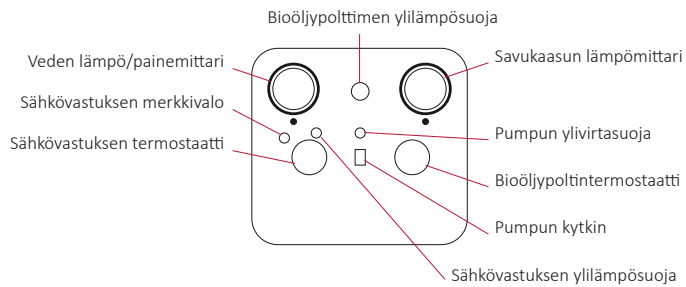 Bioöljypolttimen ylilämpösuoja
Veden lämpö/painemittari
Savukaasun lämpömittari
Sähkövastuksen merkkivalo
Sähkövastuksen termostaatti
Pumpun ylivirtasuoja
Bioöljypoltintermostaatti
Pumpun kytkin
Sähkövastuksen ylilämpösuoja